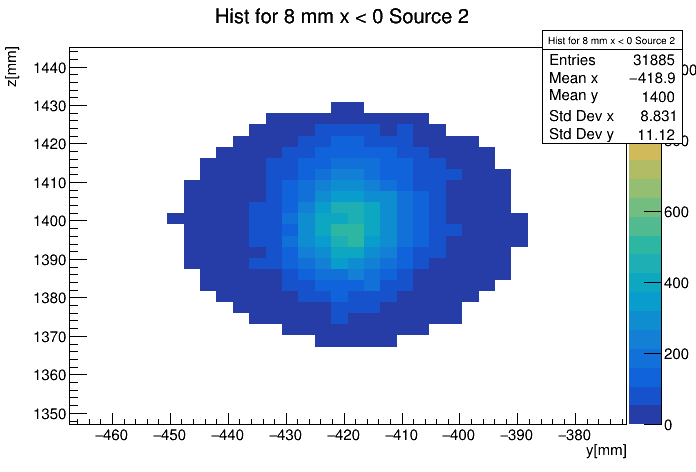 Hist for 8 mm x < 0 Source 2
z[mm]
Hist for 8 mm x < 0 Source 2
Entries 31885
Mean x −418.9
Mean y 1400
Std Dev x 8.831
Std Dev y 11.12
1440
1430
1420
1410
1400
1390
1380
1370
1360
1350
600
400
200
0
−460 −450 −440 −430 −420 −410 −400 −390 −380
y[mm]